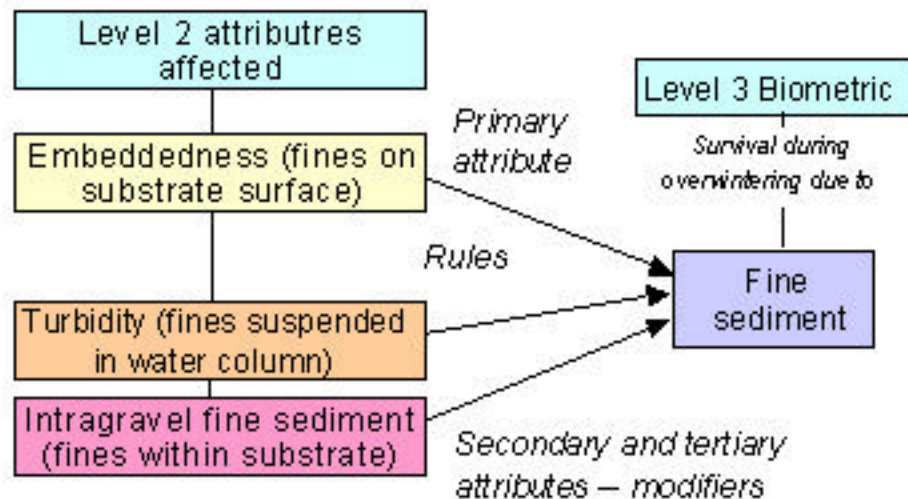 Level 2 attributres
affected
Embeddedness (fines on
substrate surface)
Turbidity (fines suspended
in water column)
Intragravel fine sediment
(fines within substrate)
Primary
attribute
Rules
Secondary and tertiary
attributes – modifiers
Level 3 Biometric
Survival during
overwintering due to
Fine
sediment